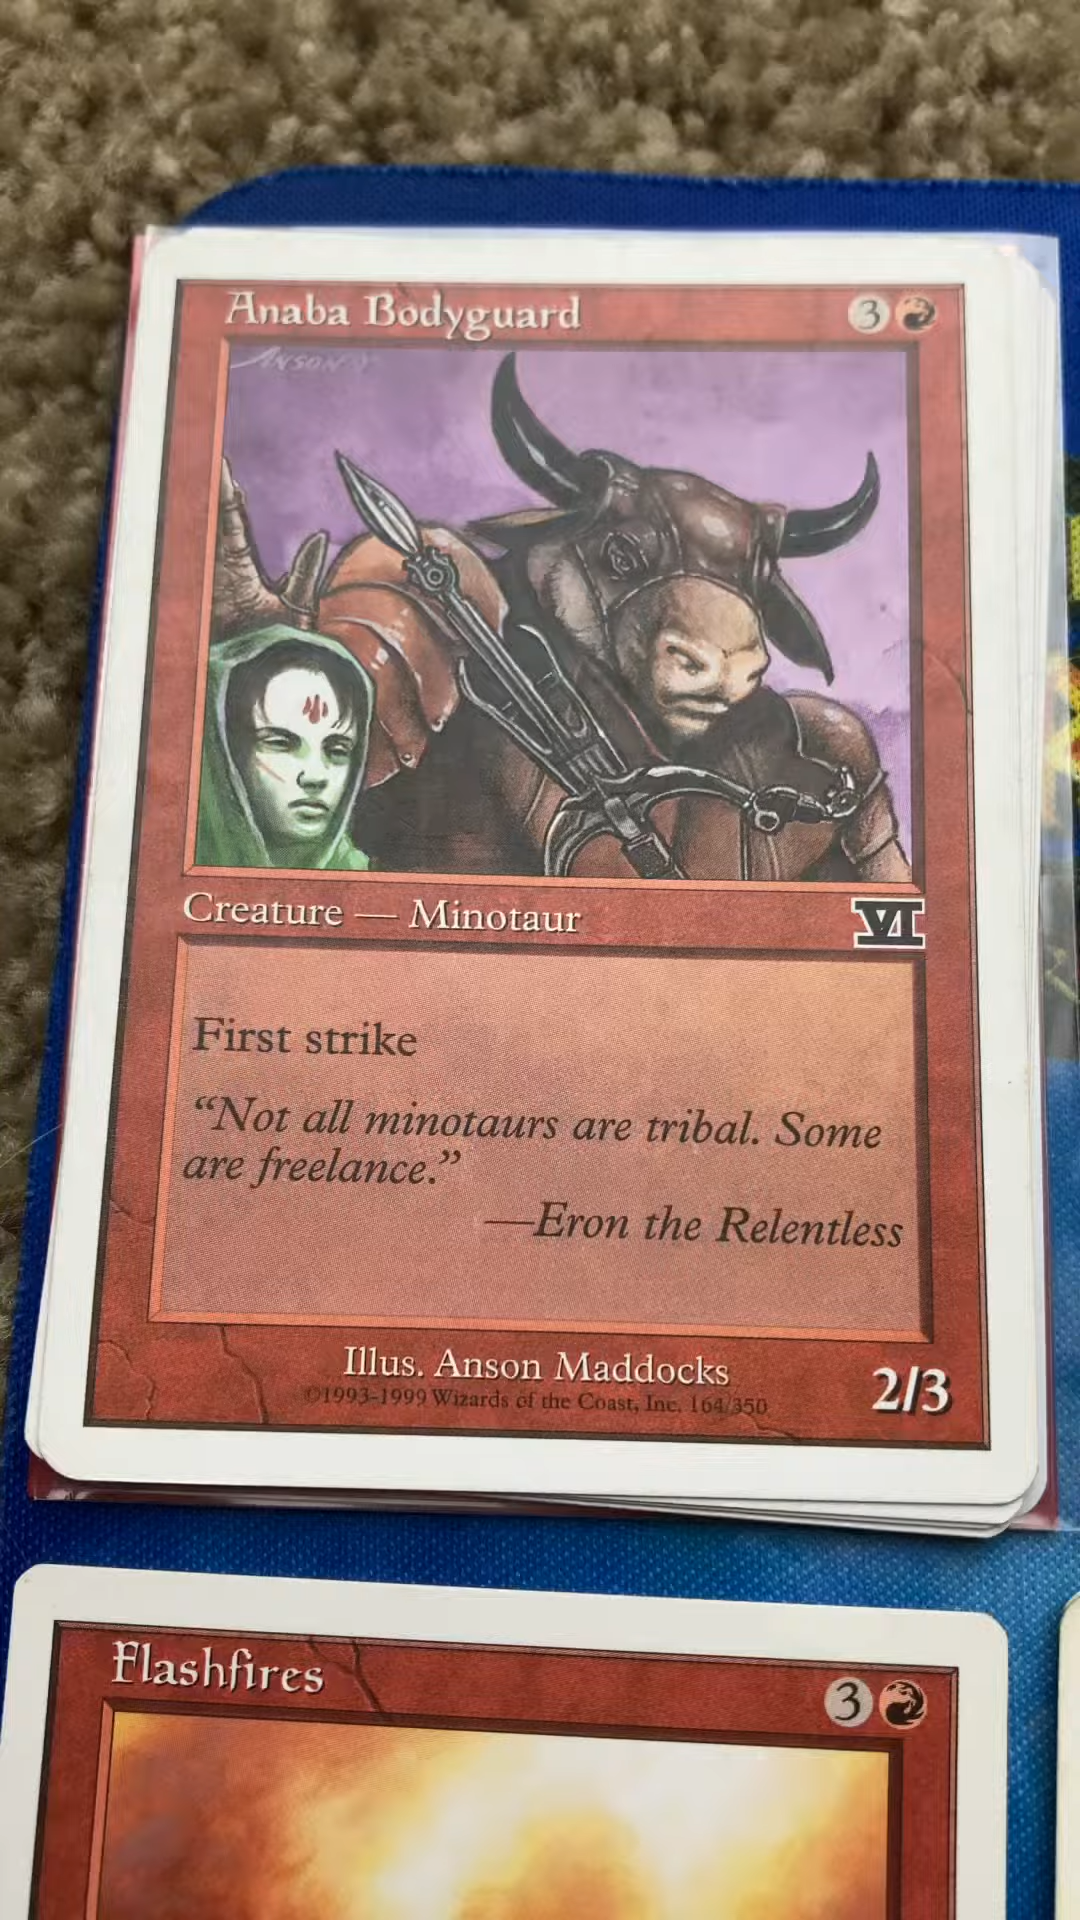 Anaba Bodyguard 3
ANSON
Creature — Minotaur VI
First strike
“Not all minotaurs are tribal. Some
are freelance.”
—Eron the Relentless
Illus. Anson Maddocks
©1993-1999 Wizards of the Coast, Inc. 164/350
2/3
Flashfires 3